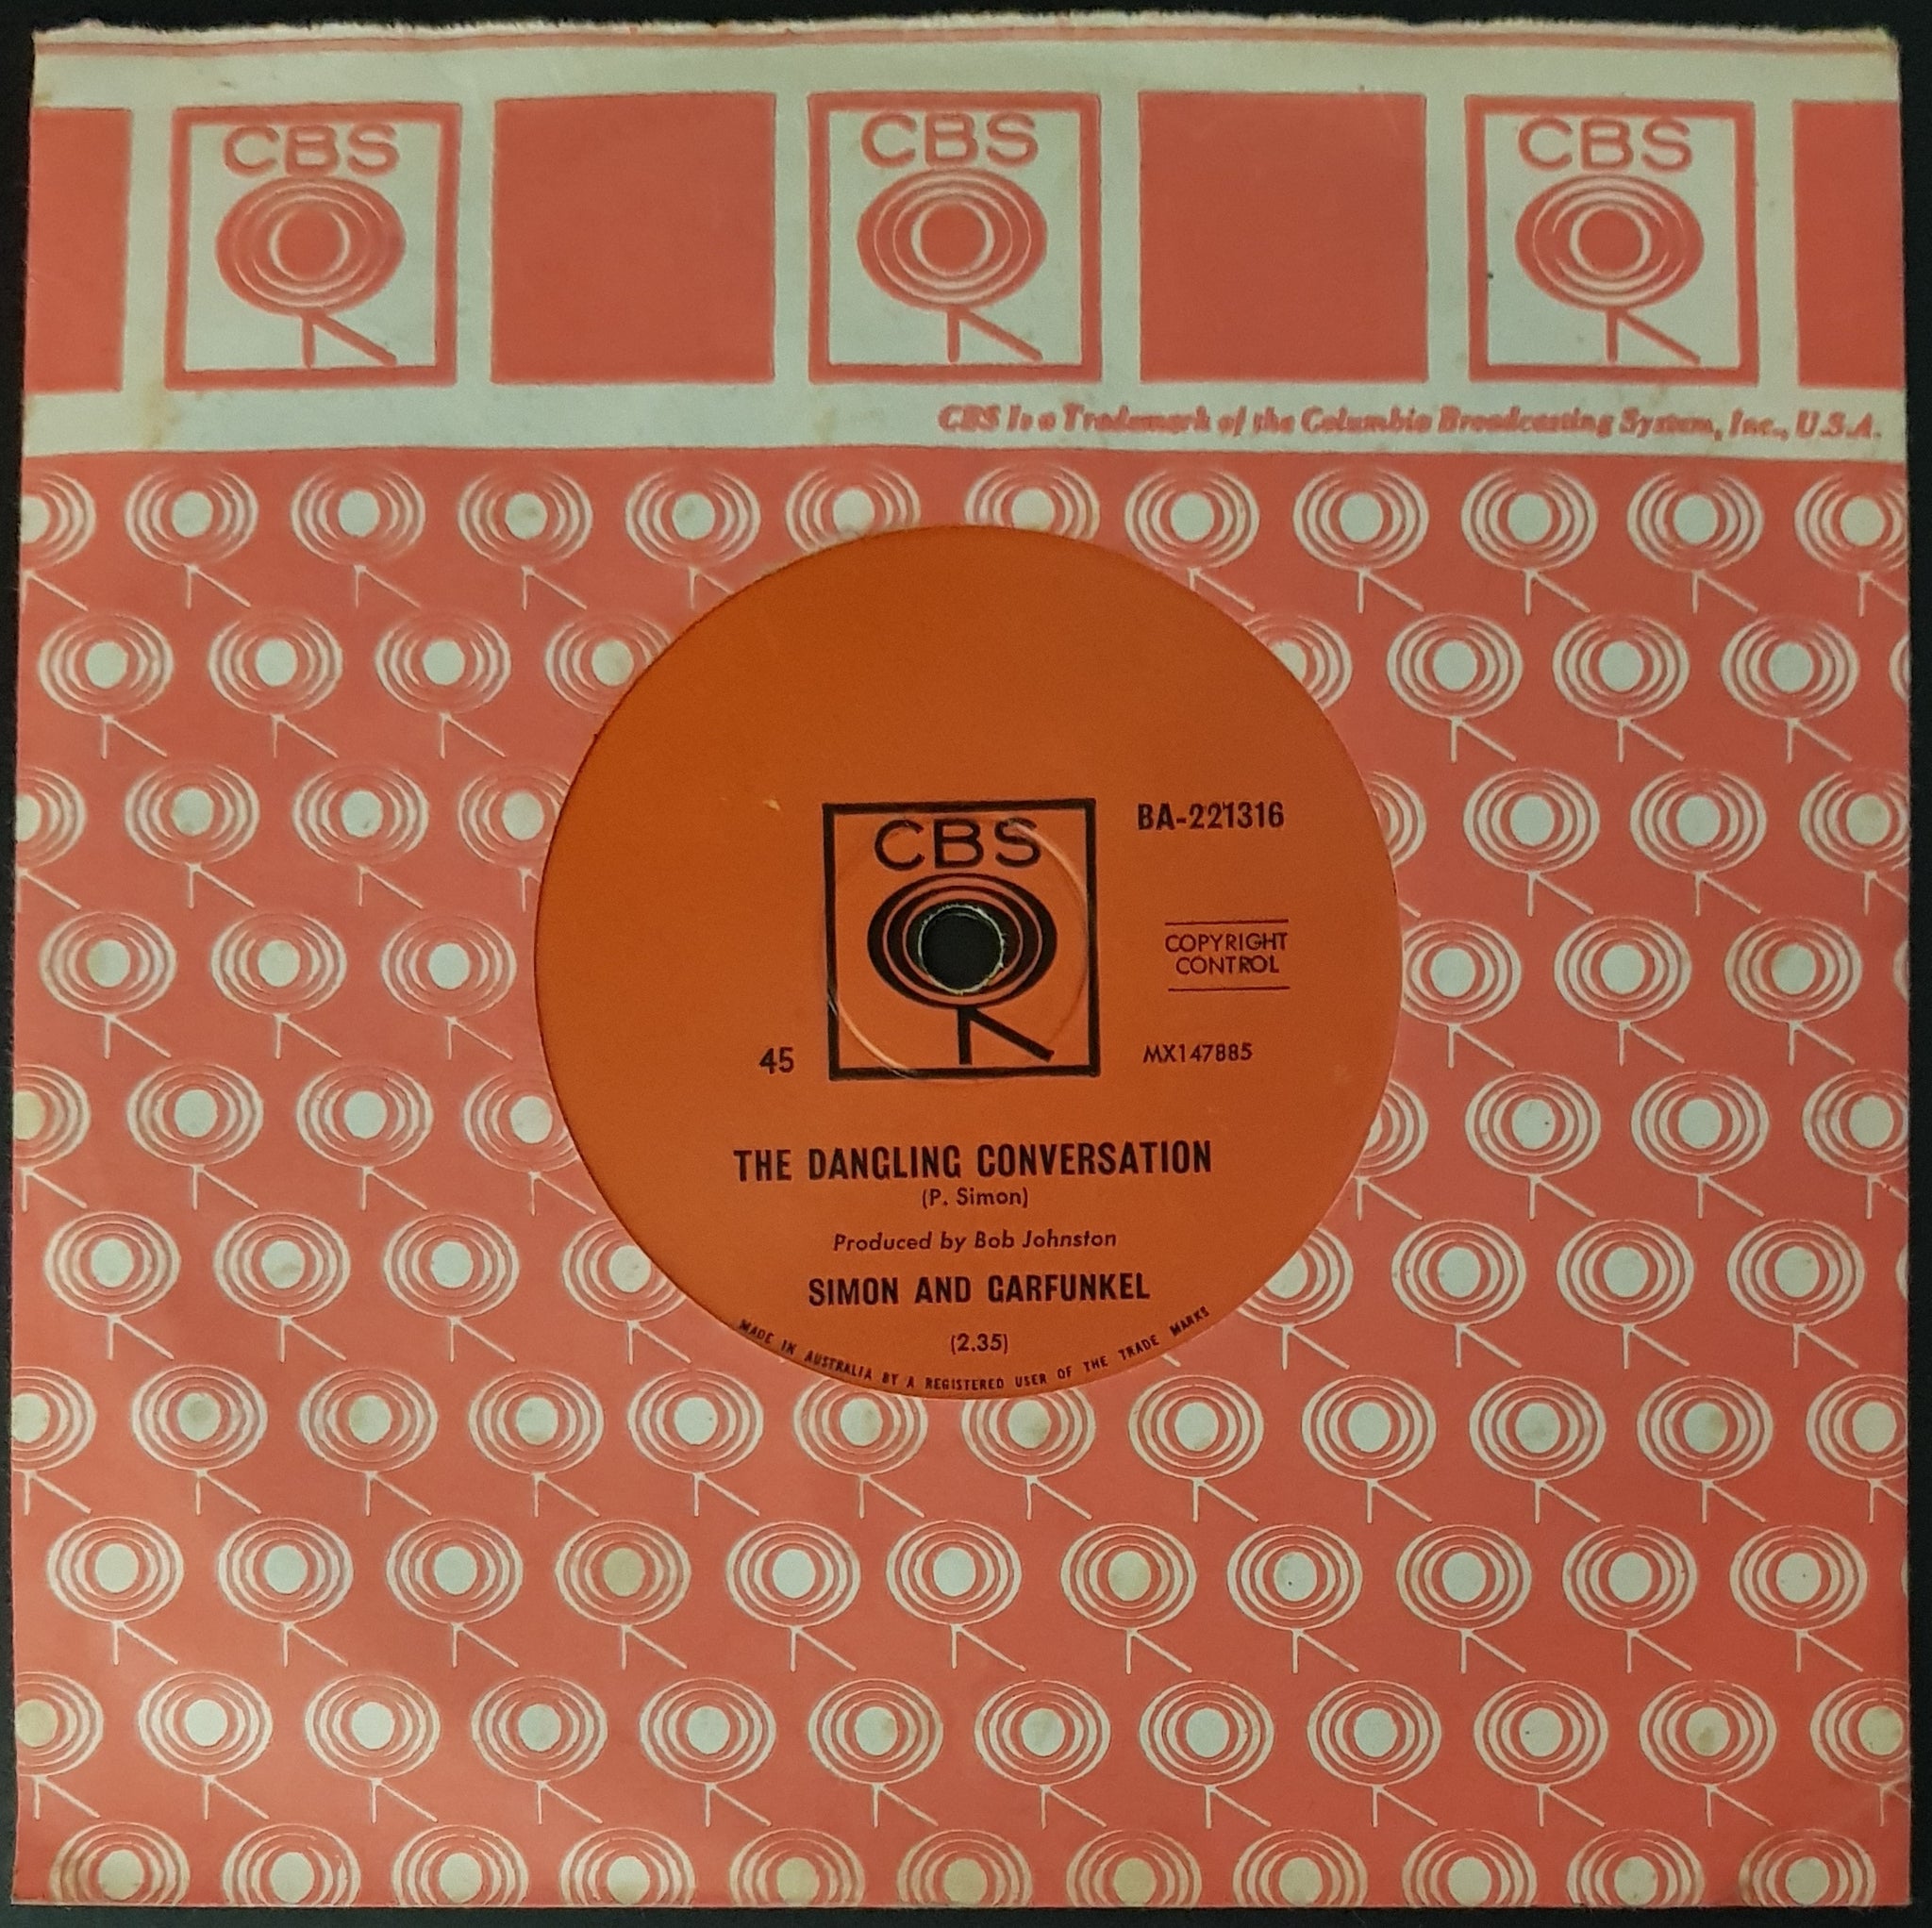 CBS
CBS
CBS
CBS Is a Trademark of the Columbia Broadcasting System, Inc., U.S.A.
CBS
BA-221316
COPYRIGHT
CONTROL
45
MX147885
THE DANGLING CONVERSATION
(P. Simon)
Produced by Bob Johnston
SIMON AND GARFUNKEL
(2.35)
MADE IN AUSTRALIA BY A REGISTERED USER OF THE TRADE MARKS